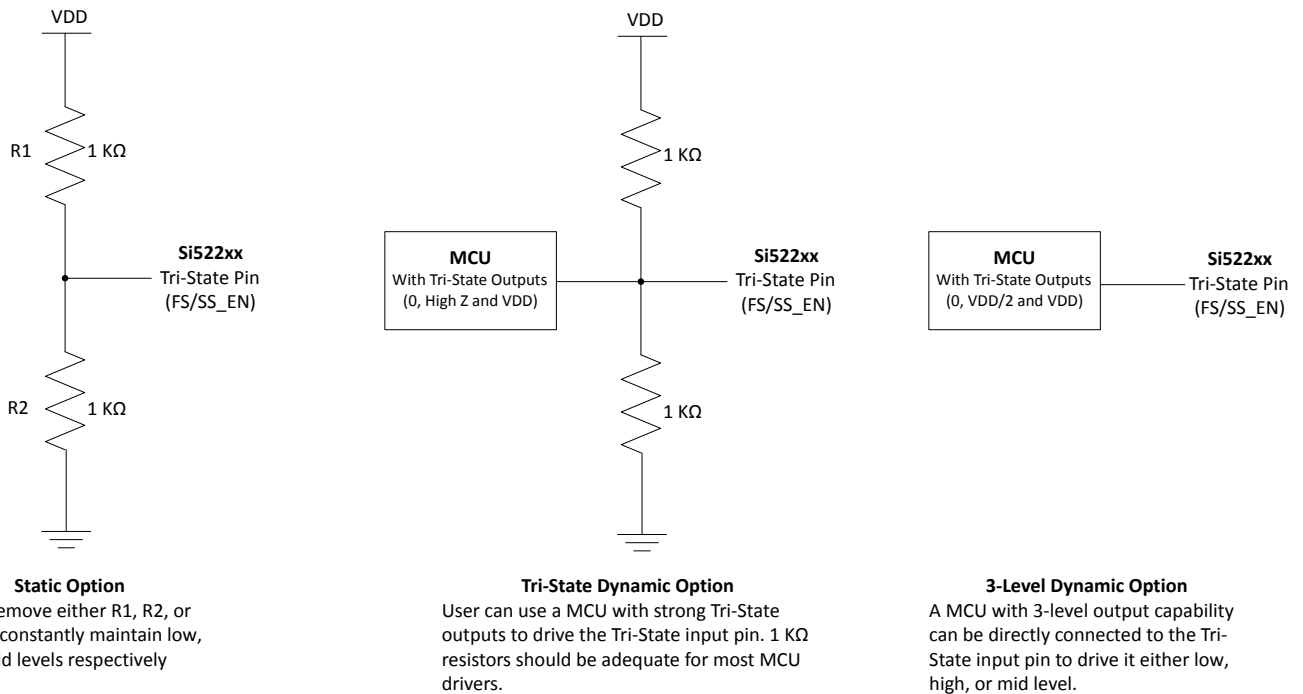 VDD
R1
1 KΩ
Si522xx
Tri-State Pin
(FS/SS_EN)
R2
1 KΩ
Static Option
remove either R1, R2, or
constantly maintain low,
levels respectively
VDD
1 KΩ
MCU
With Tri-State Outputs
(0, High Z and VDD)
Si522xx
Tri-State Pin
(FS/SS_EN)
1 KΩ
Tri-State Dynamic Option
User can use a MCU with strong Tri-State
outputs to drive the Tri-State input pin. 1 KΩ
resistors should be adequate for most MCU
drivers.
MCU
With Tri-State Outputs
(0, VDD/2 and VDD)
Si522xx
Tri-State Pin
(FS/SS_EN)
3-Level Dynamic Option
A MCU with 3-level output capability
can be directly connected to the Tri-
State input pin to drive it either low,
high, or mid level.